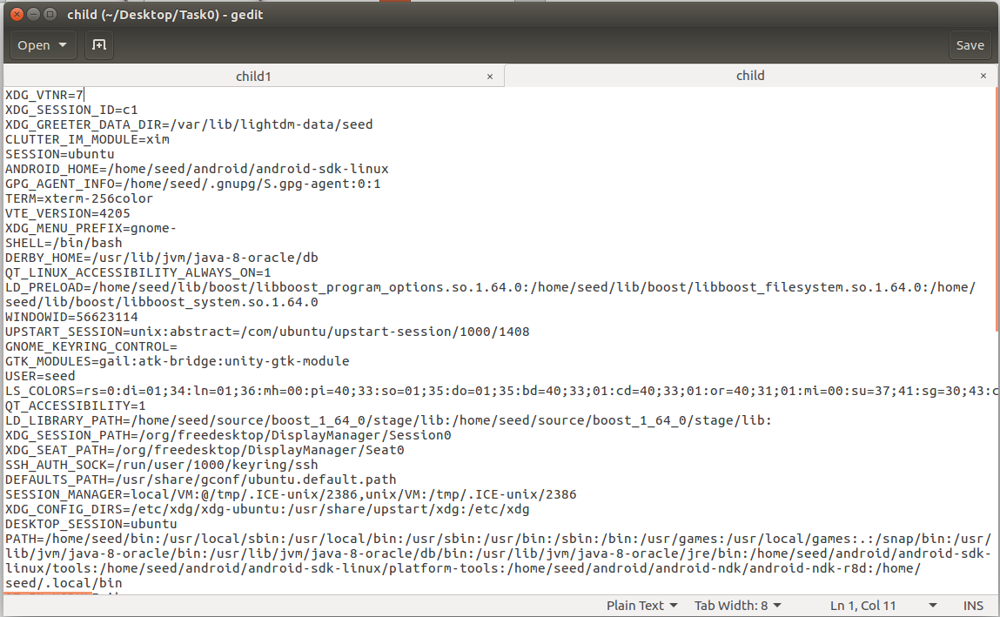 child (~/Desktop/Task0) - gedit
Open
Save
child1 ×
child ×
XDG_VTNR=7
XDG_SESSION_ID=c1
XDG_GREETER_DATA_DIR=/var/lib/lightdm-data/seed
CLUTTER_IM_MODULE=xim
SESSION=ubuntu
ANDROID_HOME=/home/seed/android/android-sdk-linux
GPG_AGENT_INFO=/home/seed/.gnupg/S.gpg-agent:0:1
TERM=xterm-256color
VTE_VERSION=4205
XDG_MENU_PREFIX=gnome-
SHELL=/bin/bash
DERBY_HOME=/usr/lib/jvm/java-8-oracle/db
QT_LINUX_ACCESSIBILITY_ALWAYS_ON=1
LD_PRELOAD=/home/seed/lib/boost/libboost_program_options.so.1.64.0:/home/seed/lib/boost/libboost_filesystem.so.1.64.0:/home/
seed/lib/boost/libboost_system.so.1.64.0
WINDOWID=56623114
UPSTART_SESSION=unix:abstract=/com/ubuntu/upstart-session/1000/1408
GNOME_KEYRING_CONTROL=
GTK_MODULES=gail:atk-bridge:unity-gtk-module
USER=seed
LS_COLORS=rs=0:di=01;34:ln=01;36:mh=00:pi=40;33:so=01;35:do=01;35:bd=40;33;01:cd=40;33;01:or=40;31;01:mi=00:su=37;41:sg=30;43:c
QT_ACCESSIBILITY=1
LD_LIBRARY_PATH=/home/seed/source/boost_1_64_0/stage/lib:/home/seed/source/boost_1_64_0/stage/lib:
XDG_SESSION_PATH=/org/freedesktop/DisplayManager/Session0
XDG_SEAT_PATH=/org/freedesktop/DisplayManager/Seat0
SSH_AUTH_SOCK=/run/user/1000/keyring/ssh
DEFAULTS_PATH=/usr/share/gconf/ubuntu.default.path
SESSION_MANAGER=local/VM:@/tmp/.ICE-unix/2386,unix/VM:/tmp/.ICE-unix/2386
XDG_CONFIG_DIRS=/etc/xdg/xdg-ubuntu:/usr/share/upstart/xdg:/etc/xdg
DESKTOP_SESSION=ubuntu
PATH=/home/seed/bin:/usr/local/sbin:/usr/local/bin:/usr/sbin:/usr/bin:/sbin:/bin:/usr/games:/usr/local/games:.:/snap/bin:/usr/
lib/jvm/java-8-oracle/bin:/usr/lib/jvm/java-8-oracle/db/bin:/usr/lib/jvm/java-8-oracle/jre/bin:/home/seed/android/android-sdk-
linux/tools:/home/seed/android/android-sdk-linux/platform-tools:/home/seed/android/android-ndk/android-ndk-r8d:/home/
seed/.local/bin
Plain Text Tab Width: 8 Ln 1, Col 11 INS